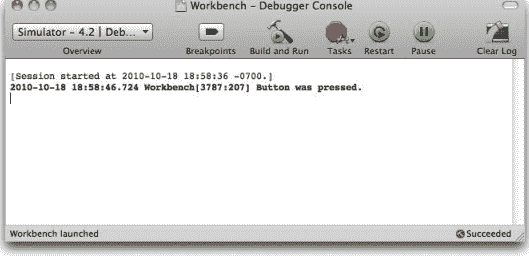 Workbench – Debugger Console
Simulator - 4.2 | Deb...
Overview
Breakpoints
Build and Run
Tasks
Restart
Pause
Clear Log
[Session started at 2010-10-18 18:58:36 -0700.]
2010-10-18 18:58:46.724 Workbench[3787:207] Button was pressed.
Workbench launched
Succeeded